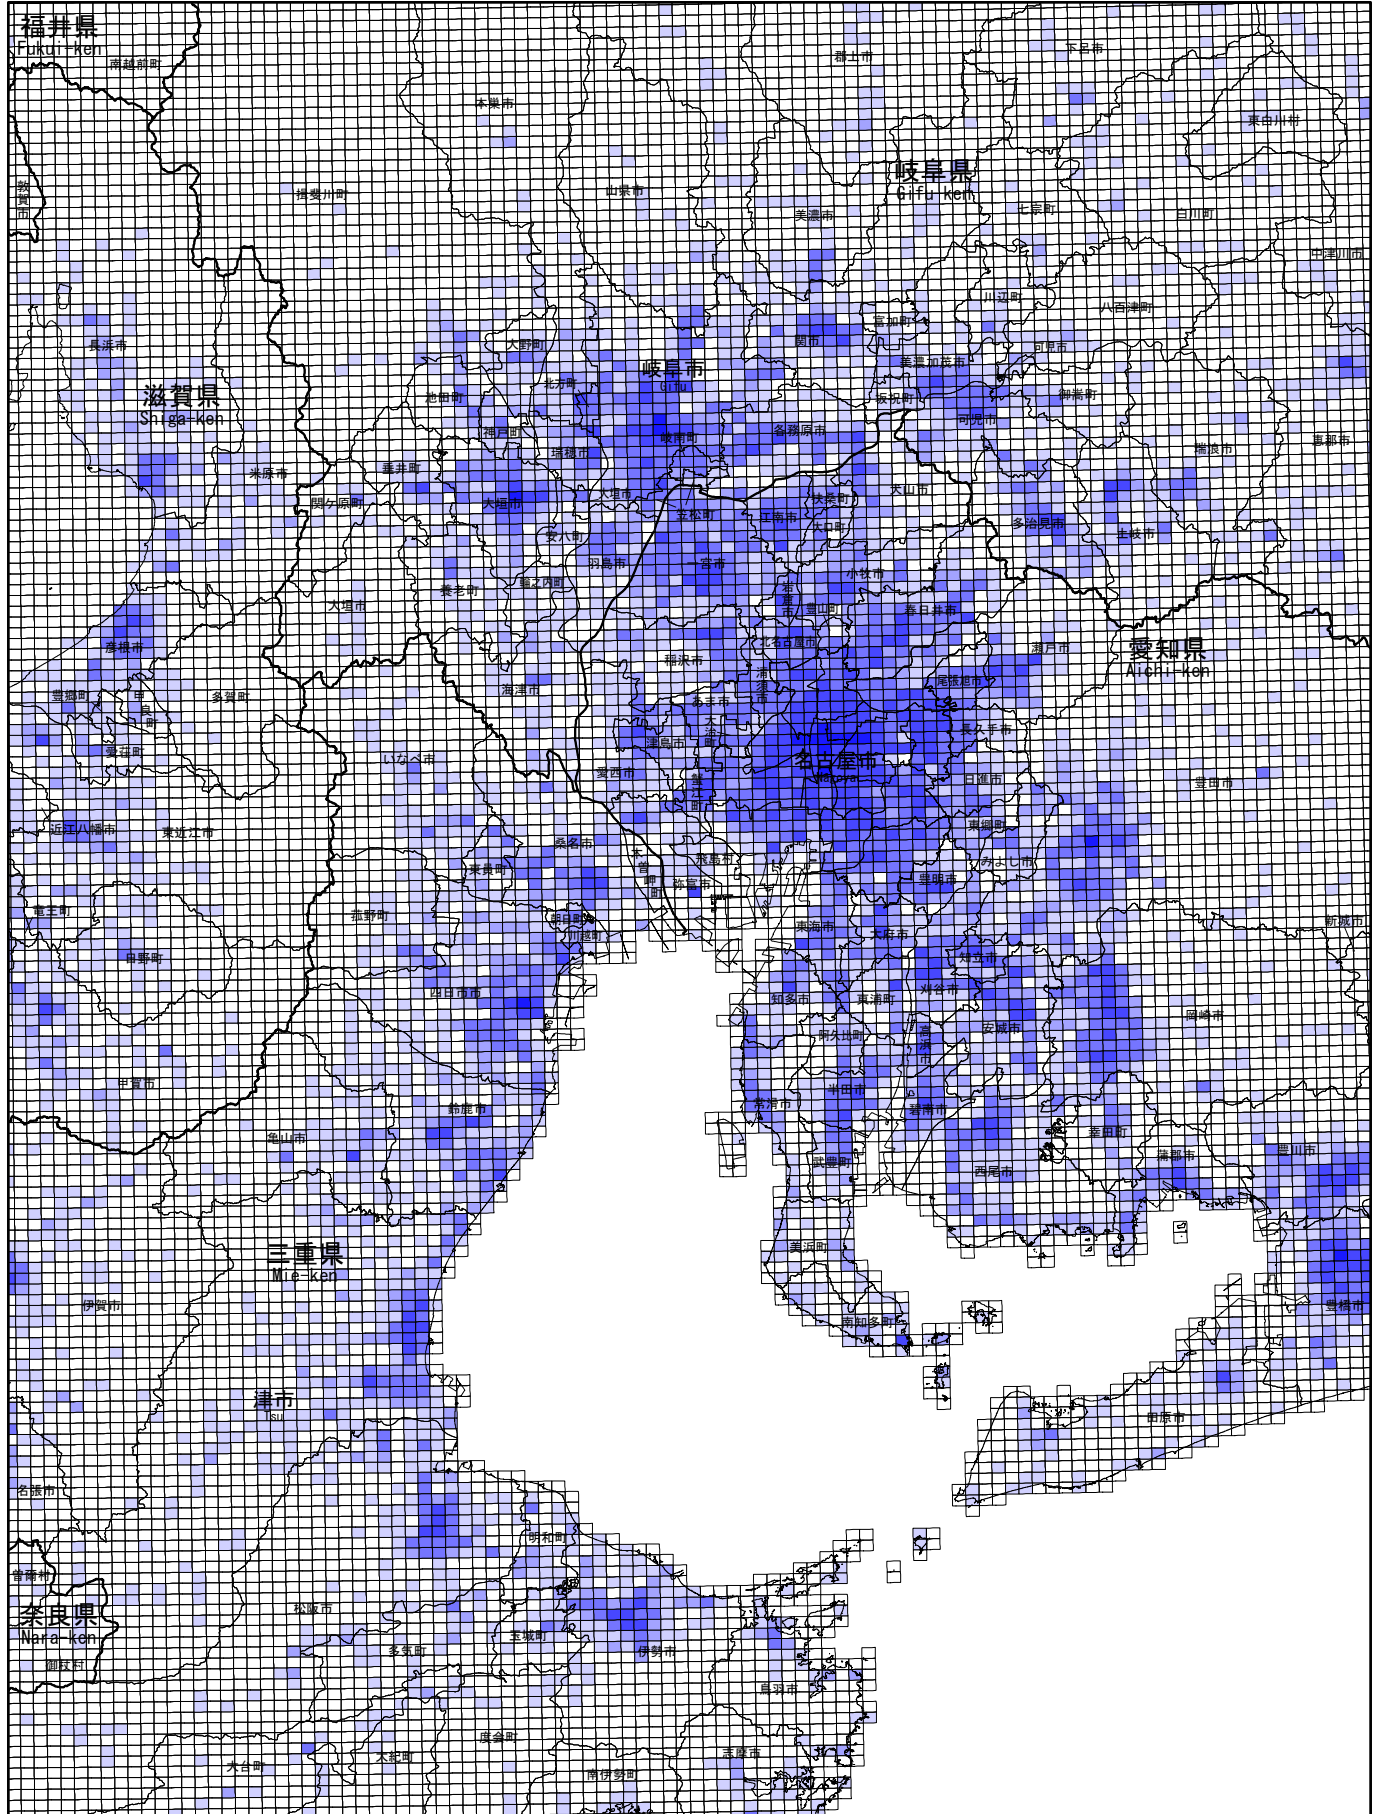 福井県
Fukui-ken
南越前町
郡上市
下呂市
本巣市
東白川村
岐阜県
Gifu-ken
敦賀市
揖斐川町
山県市
美濃市
七宗町
白川町
中津川市
川辺町
八百津町
富加町
長浜市
大野町
関市
可児市
岐阜市
Gifu
美濃加茂市
滋賀県
Shiga-ken
北方町
池田町
坂祝町
御嵩町
可児市
神戸町
岐南町
各務原市
恵那市
瑞浪市
瑞穂市
米原市
垂井町
大垣市
犬山市
関ケ原町
大垣市
扶桑町
笠松町
江南市
大口町
多治見市
土岐市
安八町
羽島市
一宮市
小牧市
輪之内町
養老町
岩倉市
大垣市
豊山町
春日井市
彦根市
北名古屋市
瀬戸市
愛知県
Aichi-ken
稲沢市
清須市
尾張旭市
海津市
豊郷町
甲良町
多賀町
あま市
大治町
長久手市
津島市
愛荘町
いなべ市
名古屋市
Nagoya
愛西市
蟹江町
日進市
豊田市
近江八幡市
東近江市
東郷町
桑名市
木曽岬町
飛島村
みよし市
東員町
弥富市
豊明市
竜王町
菰野町
朝日町
川越町
東海市
大府市
新城市
日野町
知立市
四日市市
知多市
東浦町
刈谷市
岡崎市
安城市
阿久比町
高浜市
甲賀市
半田市
常滑市
碧南市
鈴鹿市
亀山市
幸田町
武豊町
西尾市
蒲郡市
豊川市
三重県
Mie-ken
美浜町
伊賀市
豊橋市
南知多町
津市
Tsu
田原市
名張市
明和町
曽爾村
奈良県
Nara-ken
松阪市
玉城町
多気町
伊勢市
御杖村
鳥羽市
度会町
志摩市
大紀町
大台町
南伊勢町